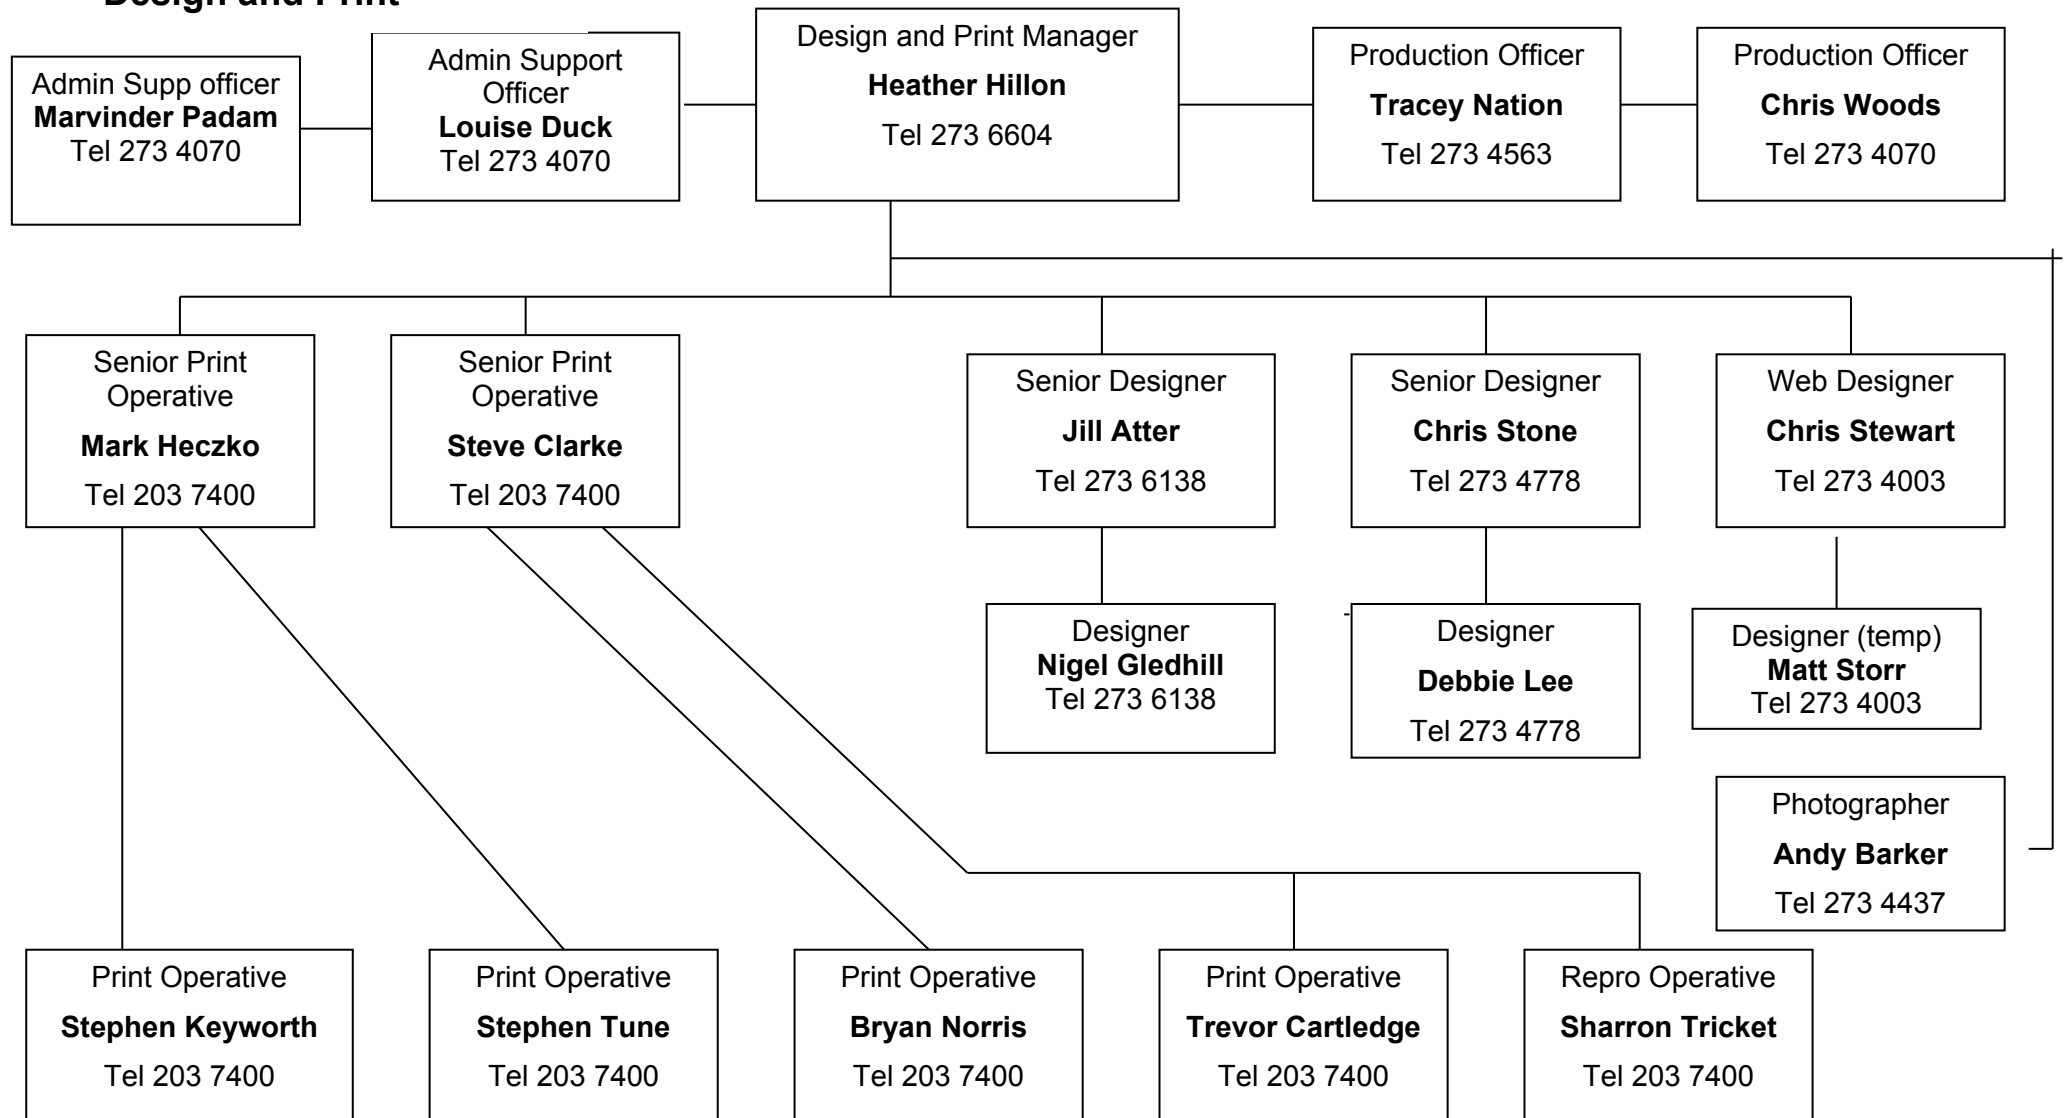 Design and Print
Admin Supp officer
Marvinder Padam
Tel 273 4070
Admin Support
Officer
Louise Duck
Tel 273 4070
Design and Print Manager
Heather Hillon
Tel 273 6604
Production Officer
Tracey Nation
Tel 273 4563
Production Officer
Chris Woods
Tel 273 4070
Senior Print
Operative
Mark Heczko
Tel 203 7400
Senior Print
Operative
Steve Clarke
Tel 203 7400
Senior Designer
Jill Atter
Tel 273 6138
Senior Designer
Chris Stone
Tel 273 4778
Web Designer
Chris Stewart
Tel 273 4003
Designer
Nigel Gledhill
Tel 273 6138
Designer
Debbie Lee
Tel 273 4778
Designer (temp)
Matt Storr
Tel 273 4003
Photographer
Andy Barker
Tel 273 4437
Print Operative
Stephen Keyworth
Tel 203 7400
Print Operative
Stephen Tune
Tel 203 7400
Print Operative
Bryan Norris
Tel 203 7400
Print Operative
Trevor Cartledge
Tel 203 7400
Repro Operative
Sharron Tricket
Tel 203 7400